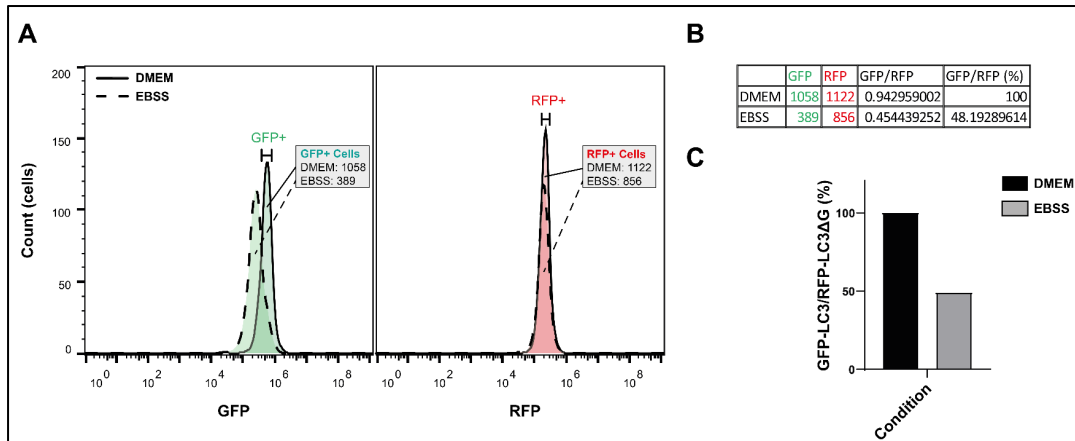 A
200
150
100
50
0
Count (cells)
DMEM
EBSS
GFP+
GFP+ Cells
DMEM: 1058
EBSS: 389
10^0 10^2 10^4 10^6 10^8
GFP
RFP+
RFP+ Cells
DMEM: 1122
EBSS: 856
10^0 10^2 10^4 10^6 10^8
RFP
B
GFP RFP GFP/RFP GFP/RFP (%)
DMEM 1058 1122 0.942959002 100
EBSS 389 856 0.454439252 48.19289614
C
DMEM
EBSS
GFP-LC3/RFP-LC3ΔG (%)
100
50
0
Condition